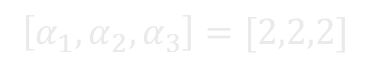 [α₁, α₂, α₃] = [2,2,2]